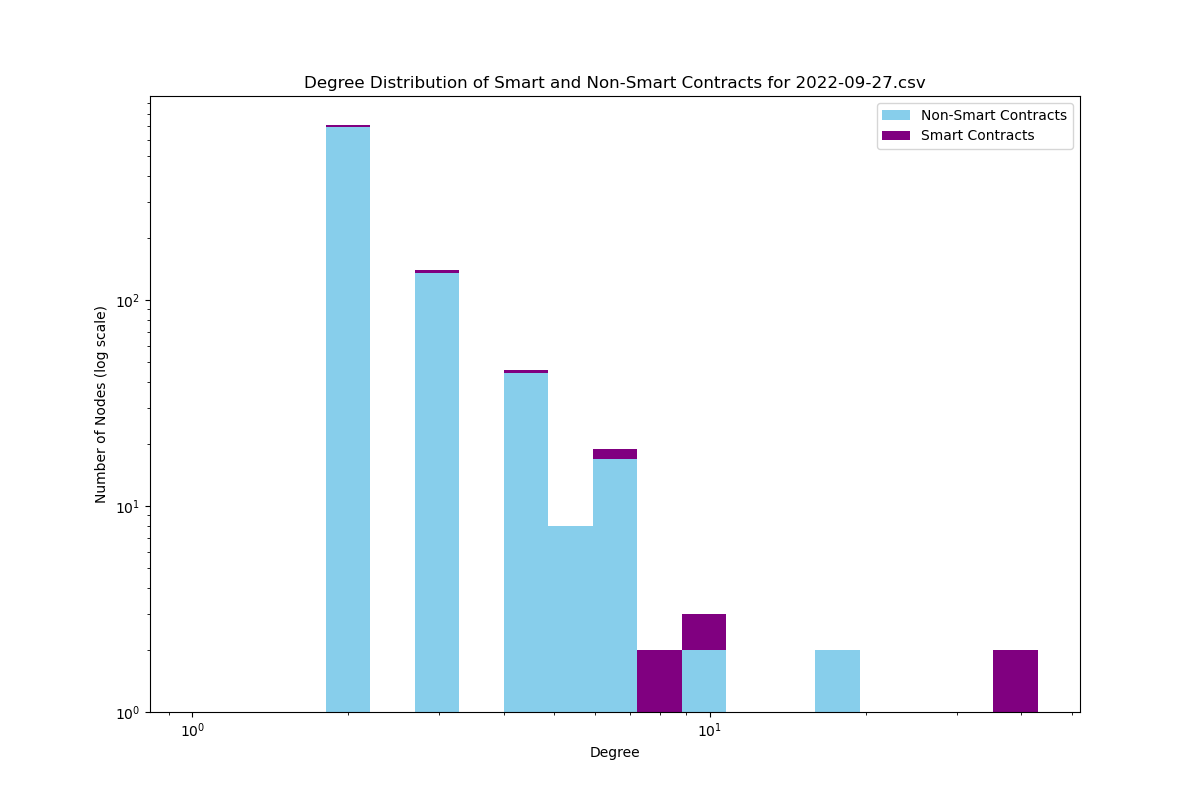 Degree Distribution of Smart and Non-Smart Contracts for 2022-09-27.csv
Non-Smart Contracts
Smart Contracts
Number of Nodes (log scale)
10²
10¹
10⁰
10⁰
10¹
Degree